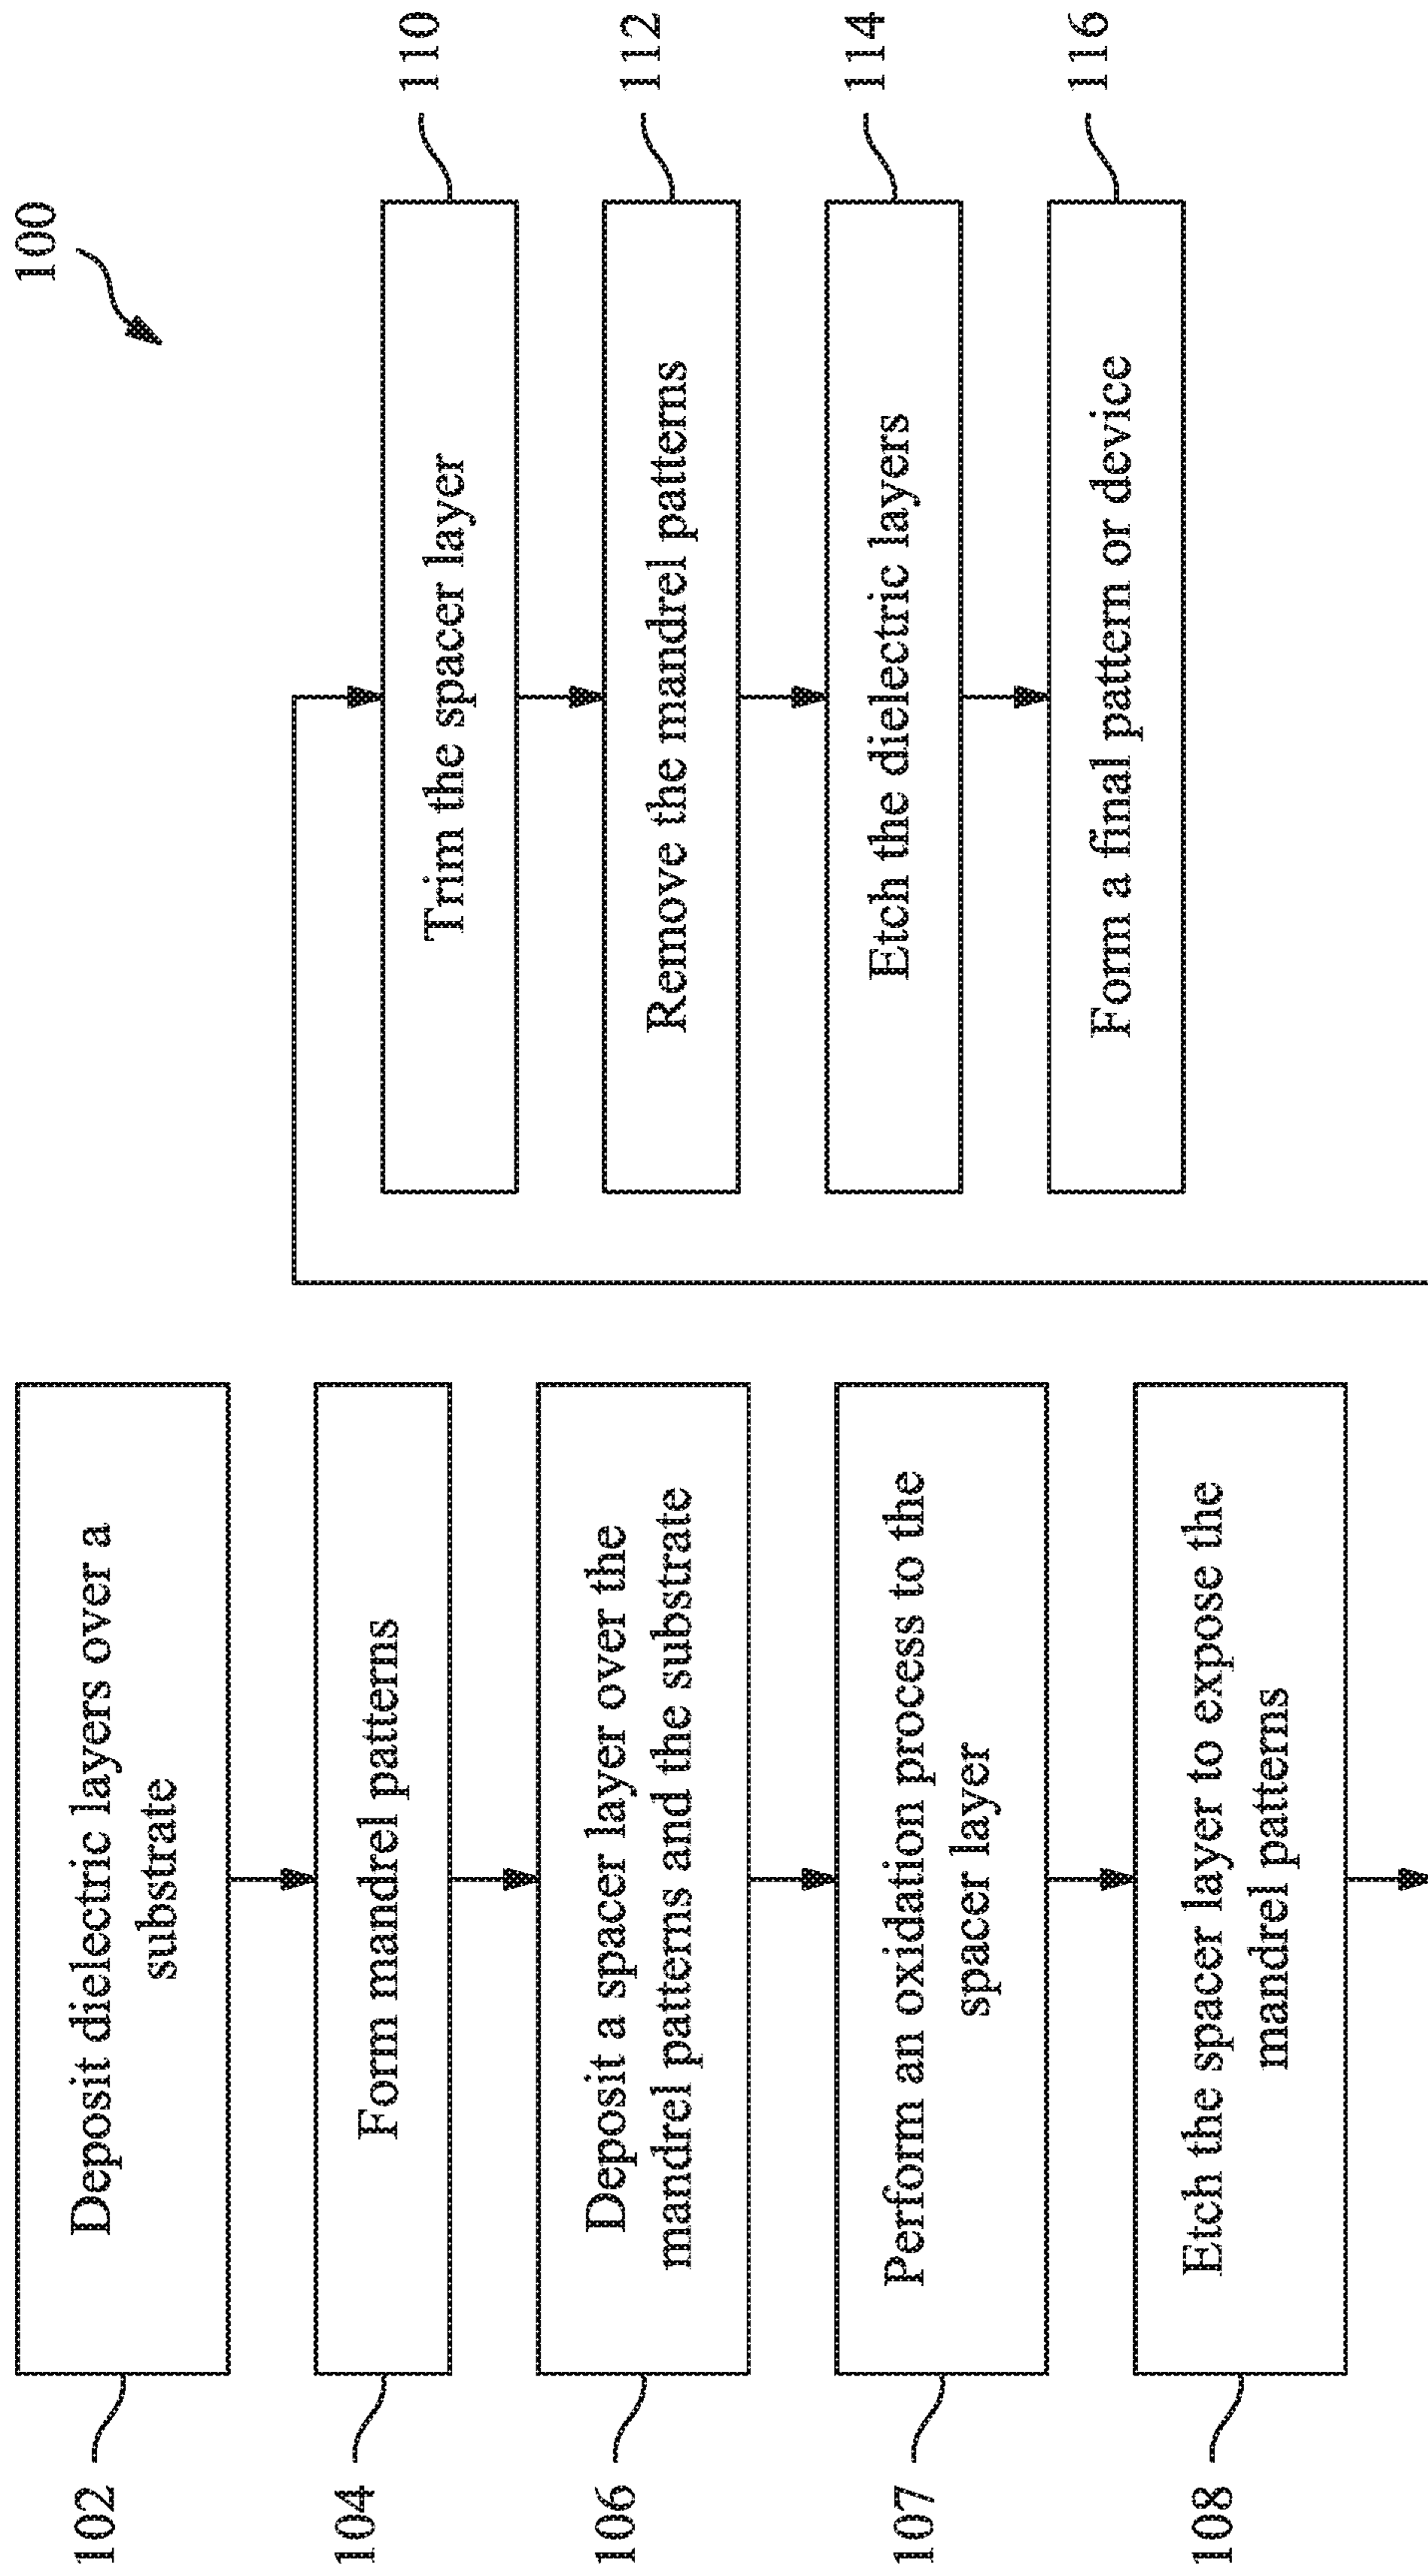 100
102
Deposit dielectric layers over a
substrate
104
Form mandrel patterns
106
Deposit a spacer layer over the
mandrel patterns and the substrate
107
Perform an oxidation process to the
spacer layer
108
Etch the spacer layer to expose the
mandrel patterns
110
Trim the spacer layer
112
Remove the mandrel patterns
114
Etch the dielectric layers
116
Form a final pattern or device